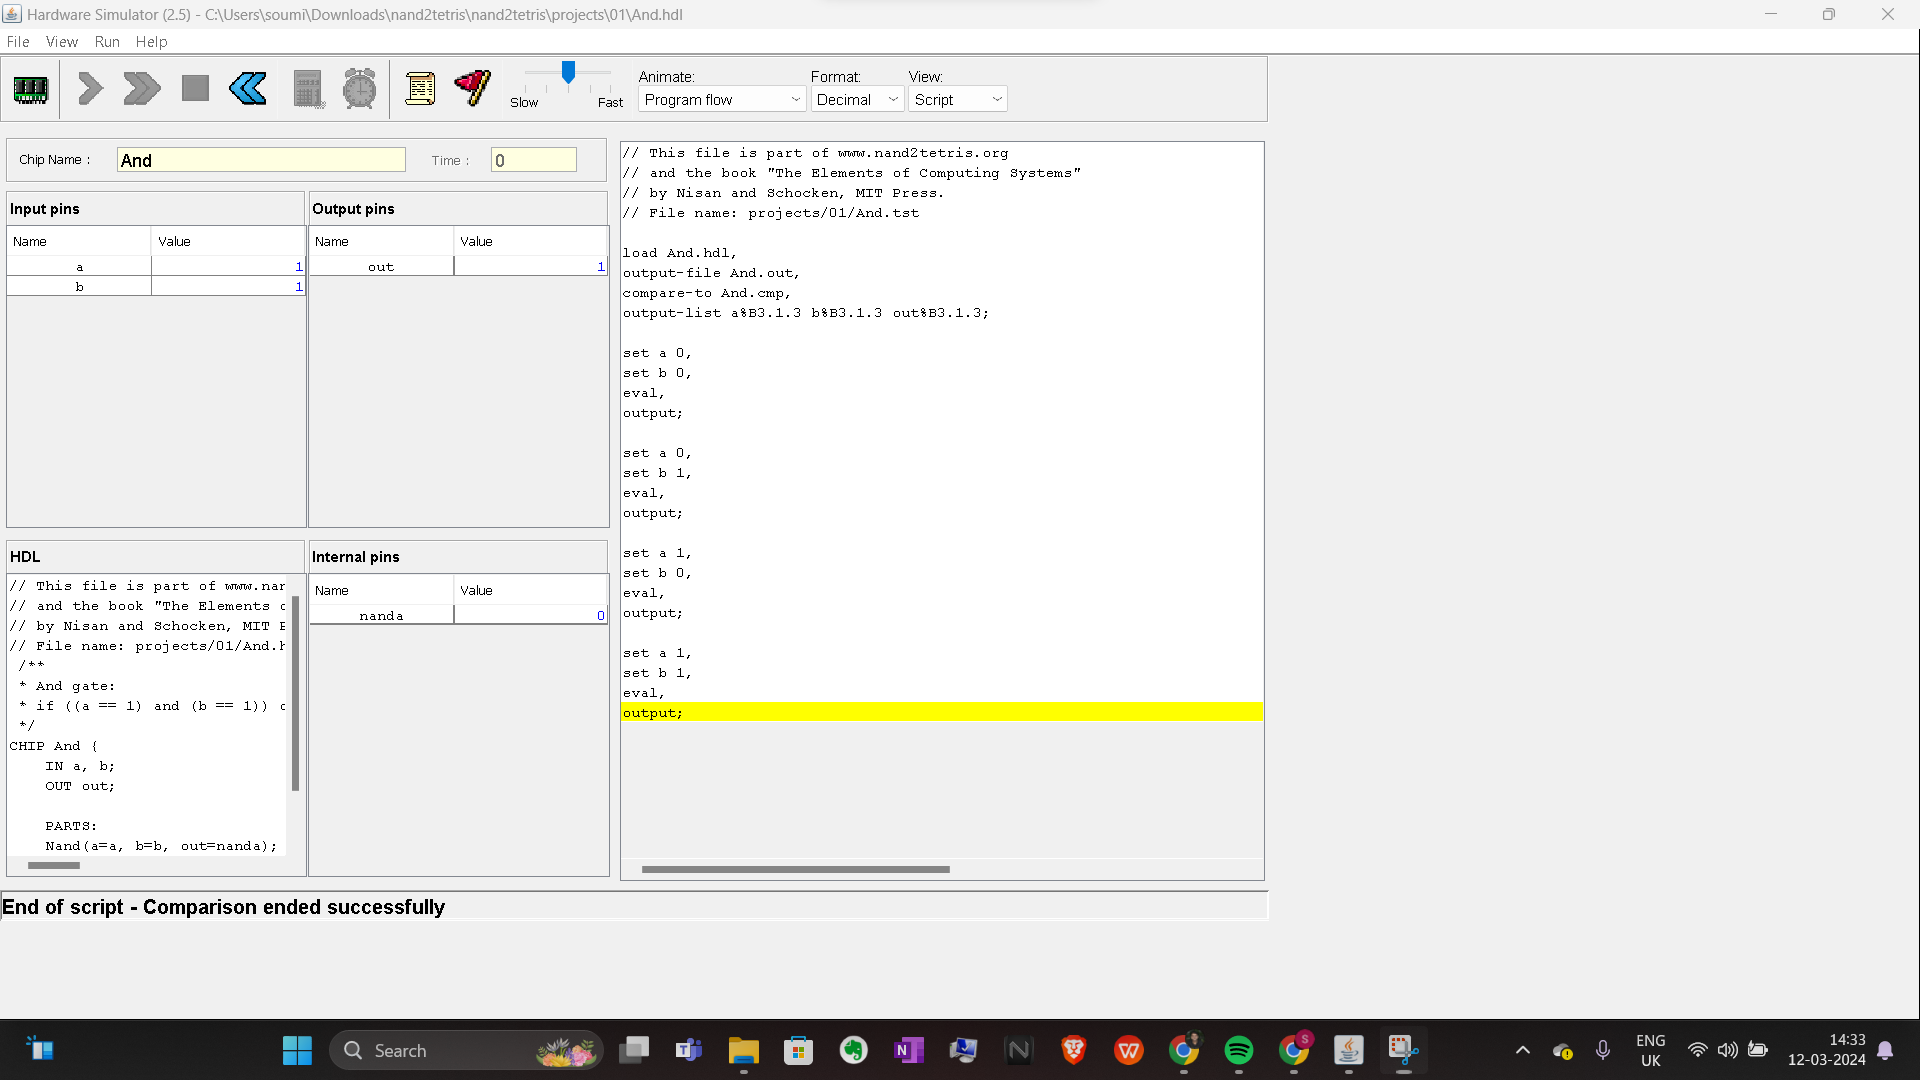 Hardware Simulator (2.5) - C:\Users\soumi\Downloads\nand2tetris\nand2tetris\projects\01\And.hdl
File View Run Help
Slow Fast
Animate: Format: View:
Program flow Decimal Script
Chip Name : And Time : 0
Input pins
Name Value
a 1
b 1
Output pins
Name Value
out 1
HDL
// This file is part of www.nan
// and the book "The Elements o
// by Nisan and Schocken, MIT P
// File name: projects/01/And.h
/**
* And gate:
* if ((a == 1) and (b == 1)) o
*/
CHIP And {
IN a, b;
OUT out;
PARTS:
Nand(a=a, b=b, out=nanda);
Internal pins
Name Value
nanda 0
// This file is part of www.nand2tetris.org
// and the book "The Elements of Computing Systems"
// by Nisan and Schocken, MIT Press.
// File name: projects/01/And.tst
load And.hdl,
output-file And.out,
compare-to And.cmp,
output-list a%B3.1.3 b%B3.1.3 out%B3.1.3;
set a 0,
set b 0,
eval,
output;
set a 0,
set b 1,
eval,
output;
set a 1,
set b 0,
eval,
output;
set a 1,
set b 1,
eval,
output;
End of script - Comparison ended successfully
Search
ENG
UK
14:33
12-03-2024